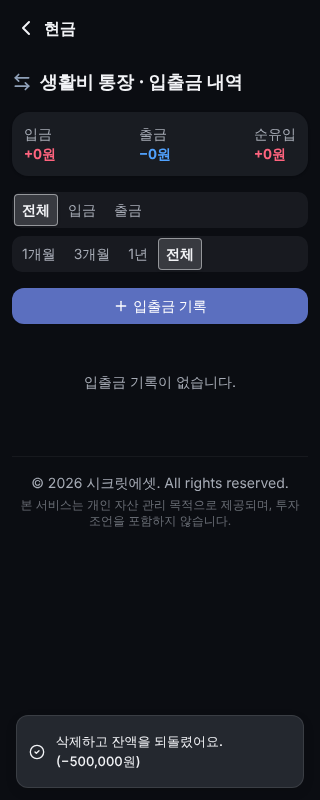 현금
생활비 통장 · 입출금 내역
입금 출금 순유입
+0원 −0원 +0원
전체 입금 출금
1개월 3개월 1년 전체
+ 입출금 기록
입출금 기록이 없습니다.
© 2026 시크릿에셋. All rights reserved.
본 서비스는 개인 자산 관리 목적으로 제공되며, 투자
조언을 포함하지 않습니다.
삭제하고 잔액을 되돌렸어요.
(−500,000원)